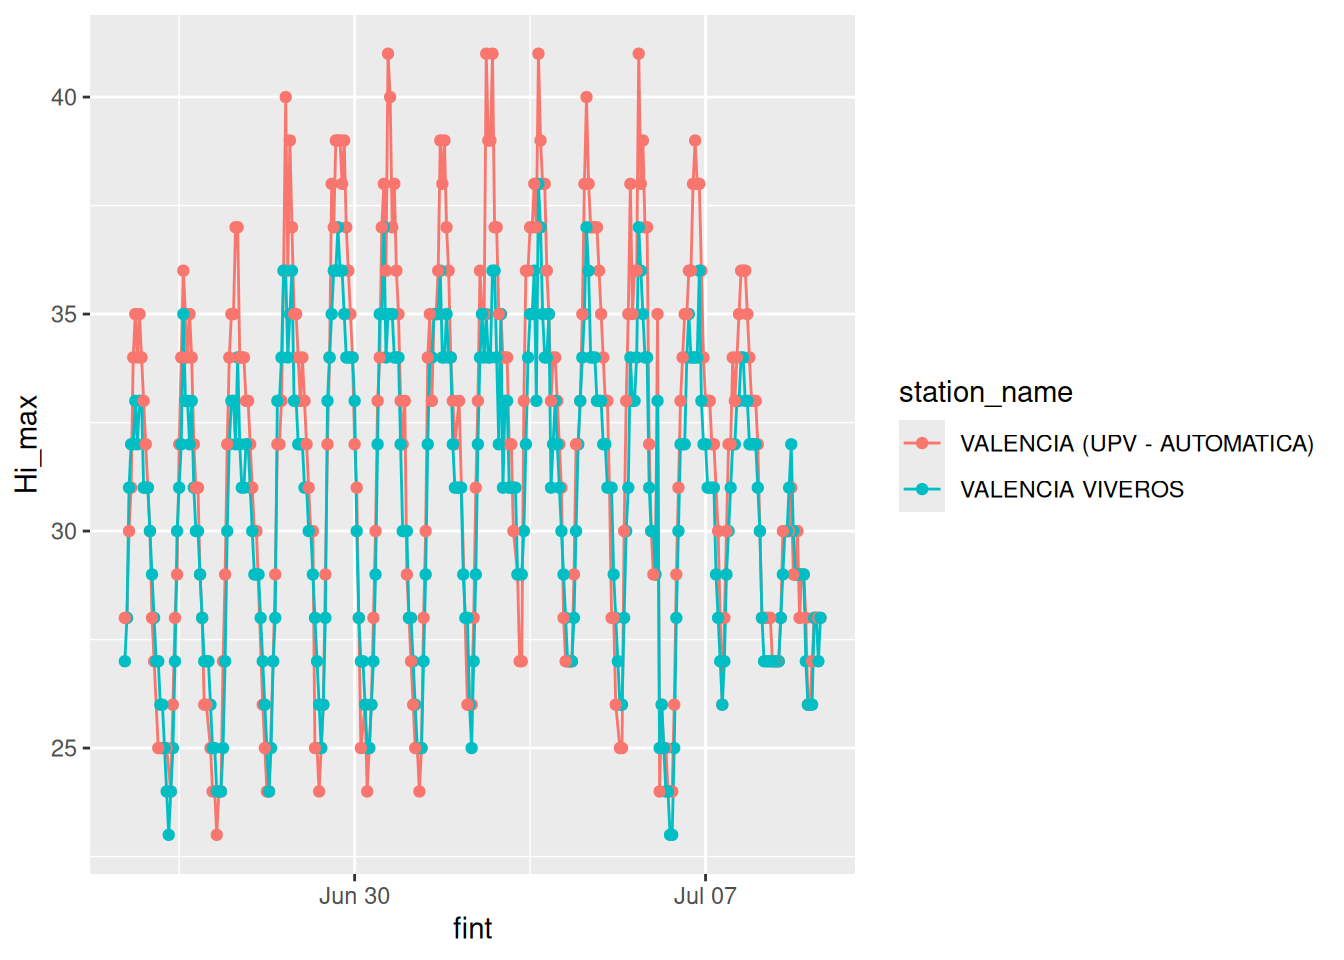 Hi_max
40
35
30
25
Jun 30
Jul 07
fint
station_name
VALENCIA (UPV - AUTOMATICA)
VALENCIA VIVEROS